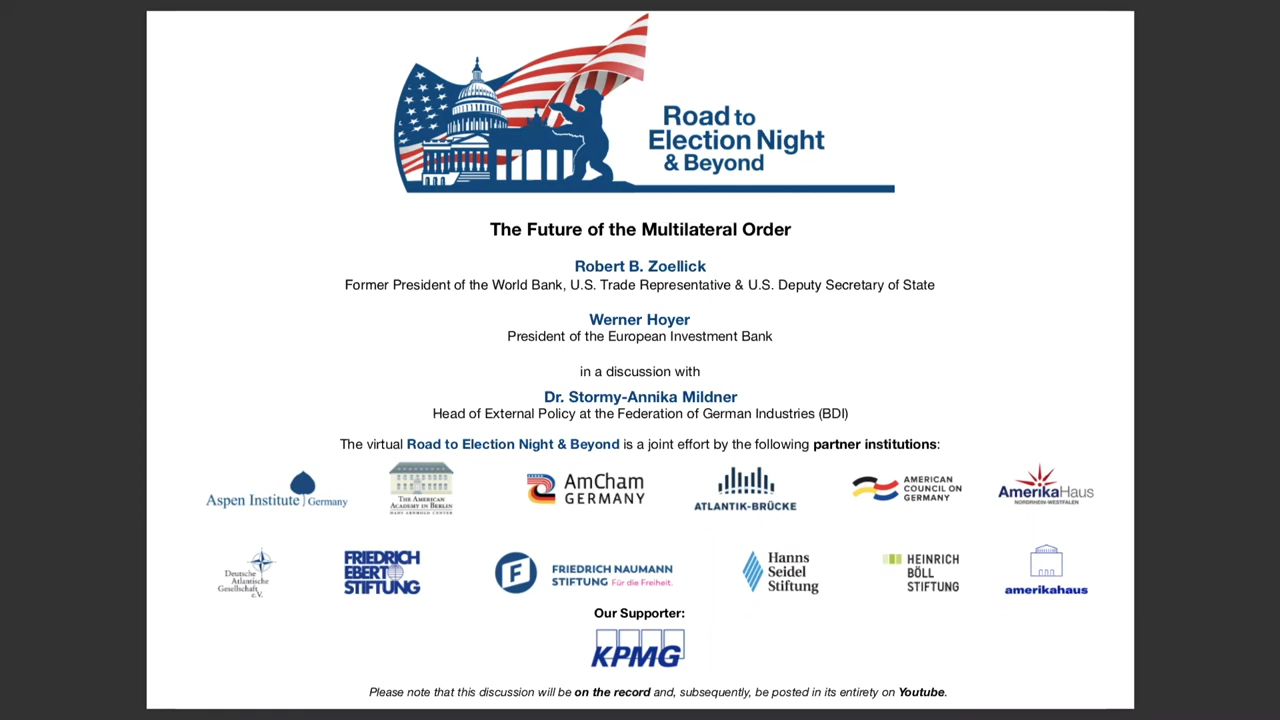 Road to
Election Night
& Beyond
The Future of the Multilateral Order
Robert B. Zoellick
Former President of the World Bank, U.S. Trade Representative & U.S. Deputy Secretary of State
Werner Hoyer
President of the European Investment Bank
in a discussion with
Dr. Stormy-Annika Mildner
Head of External Policy at the Federation of German Industries (BDI)
The virtual Road to Election Night & Beyond is a joint effort by the following partner institutions:
Aspen Institute Germany
THE AMERICAN
ACADEMY IN BERLIN
HANS ARNHOLD CENTER
AmCham
GERMANY
ATLANTIK-BRÜCKE
AMERICAN
COUNCIL ON
GERMANY
AmerikaHaus
NORDRHEIN-WESTFALEN
Deutsche
Atlantische
Gesellschaft
e.V.
FRIEDRICH
EBERT
STIFTUNG
F
FRIEDRICH NAUMANN
STIFTUNG Für die Freiheit.
Hanns
Seidel
Stiftung
HEINRICH
BÖLL
STIFTUNG
amerikahaus
Our Supporter:
KPMG
Please note that this discussion will be on the record and, subsequently, be posted in its entirety on Youtube.